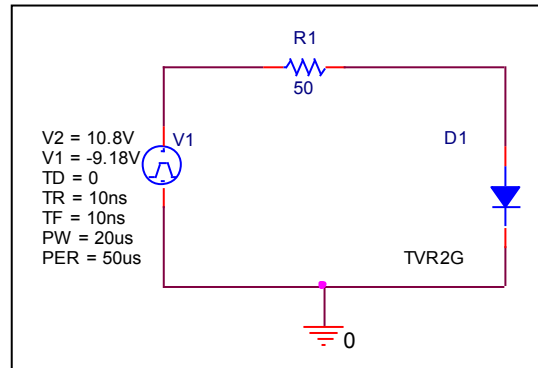 R1
50
V2 = 10.8V
V1 = -9.18V
TD = 0
TR = 10ns
TF = 10ns
PW = 20us
PER = 50us
V1
D1
TVR2G
0